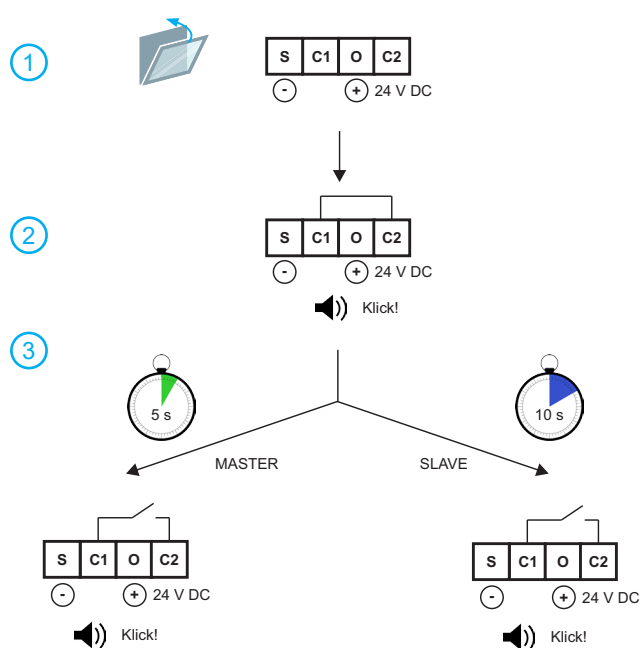 1
S C1 O C2
- + 24 V DC
2
S C1 O C2
- + 24 V DC
Klick!
3
5 s
10 s
MASTER SLAVE
S C1 O C2
- + 24 V DC
Klick!
S C1 O C2
- + 24 V DC
Klick!